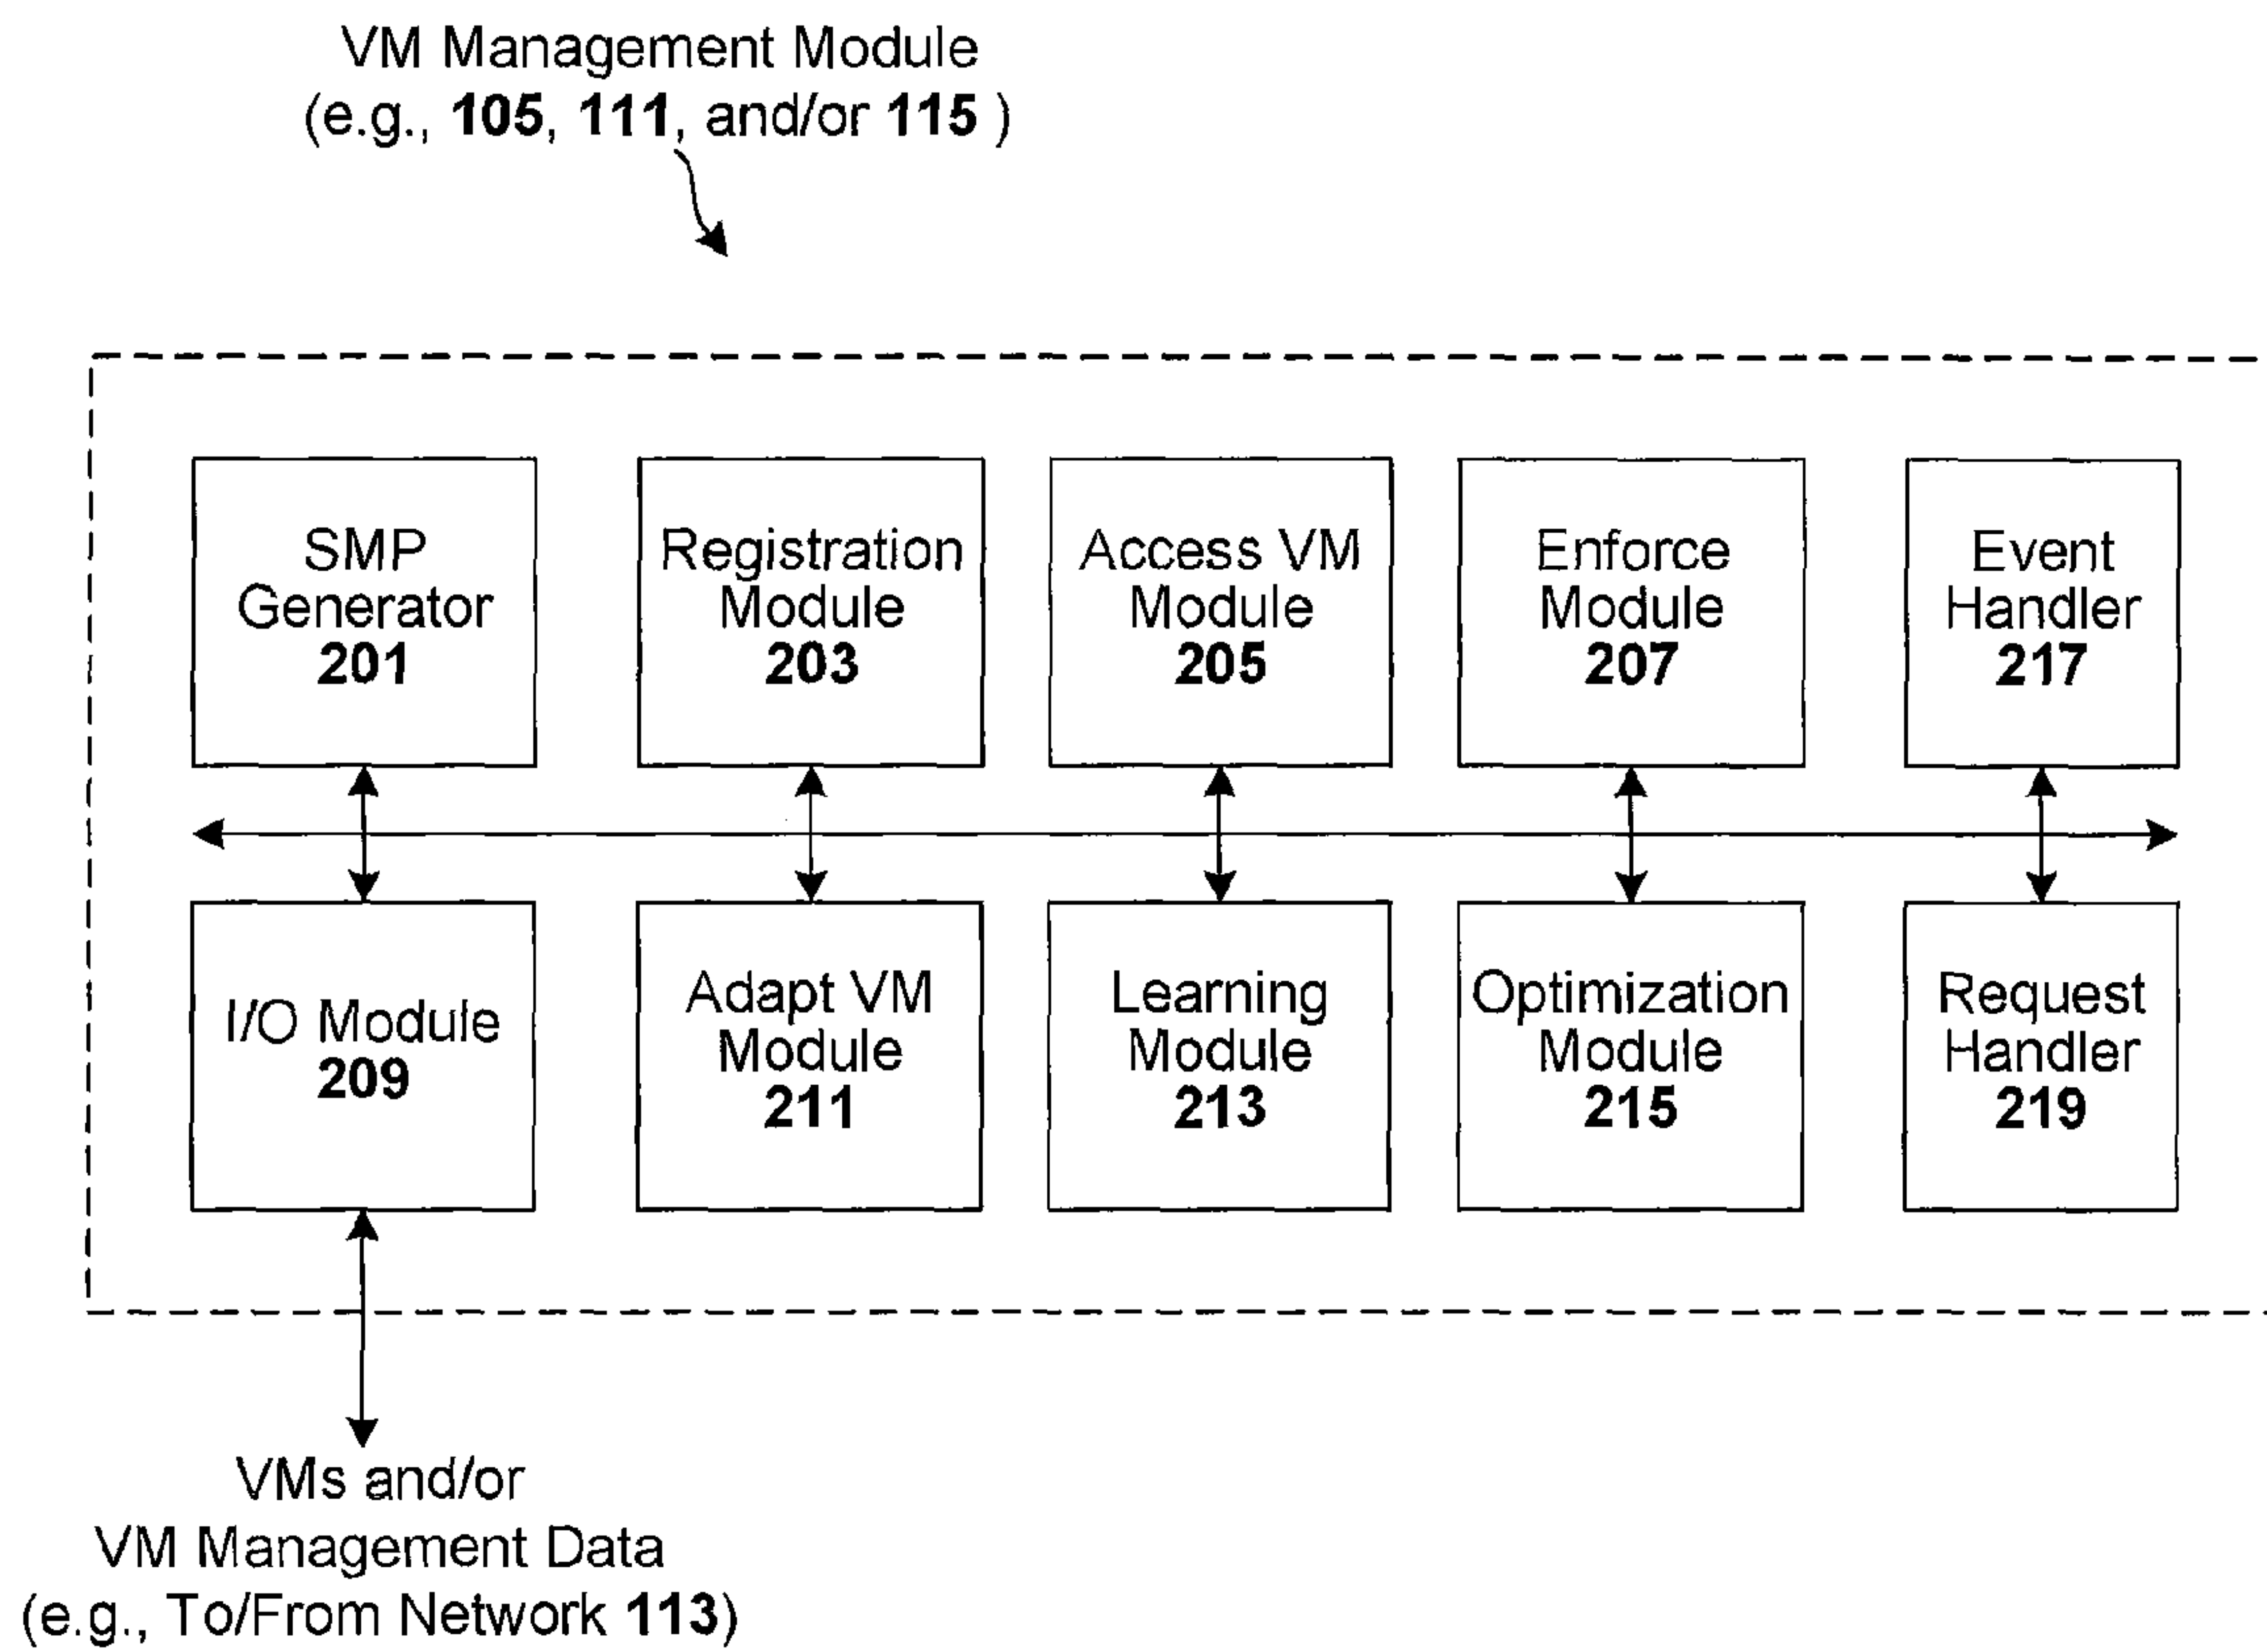 VM Management Module
(e.g., 105, 111, and/or 115 )
SMP
Generator
201
Registration
Module
203
Access VM
Module
205
Enforce
Module
207
Event
Handler
217
I/O Module
209
Adapt VM
Module
211
Learning
Module
213
Optimization
Module
215
Request
Handler
219
VMs and/or
VM Management Data
(e.g., To/From Network 113)